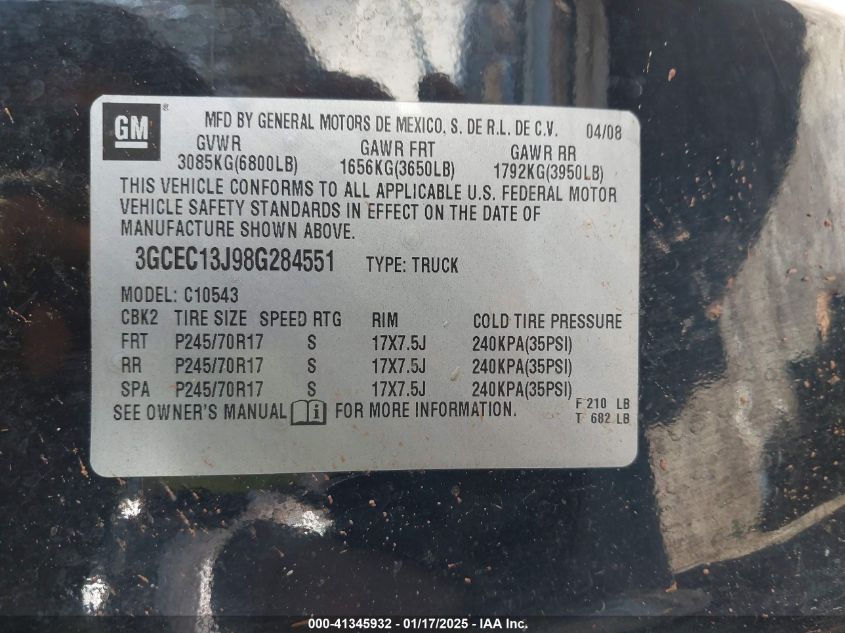 GM ®
MFD BY GENERAL MOTORS DE MEXICO, S. DE R.L. DE C.V. 04/08
GVWR GAWR FRT GAWR RR
3085KG(6800LB) 1656KG(3650LB) 1792KG(3950LB)
THIS VEHICLE CONFORMS TO ALL APPLICABLE U.S. FEDERAL MOTOR
VEHICLE SAFETY STANDARDS IN EFFECT ON THE DATE OF
MANUFACTURE SHOWN ABOVE.
3GCEC13J98G284551 TYPE: TRUCK
MODEL: C10543
CBK2 TIRE SIZE SPEED RTG RIM COLD TIRE PRESSURE
FRT P245/70R17 S 17X7.5J 240KPA(35PSI)
RR P245/70R17 S 17X7.5J 240KPA(35PSI)
SPA P245/70R17 S 17X7.5J 240KPA(35PSI)
SEE OWNER'S MANUAL i FOR MORE INFORMATION.
F 210 LB
T 682 LB
000-41345932 - 01/17/2025 - IAA Inc.